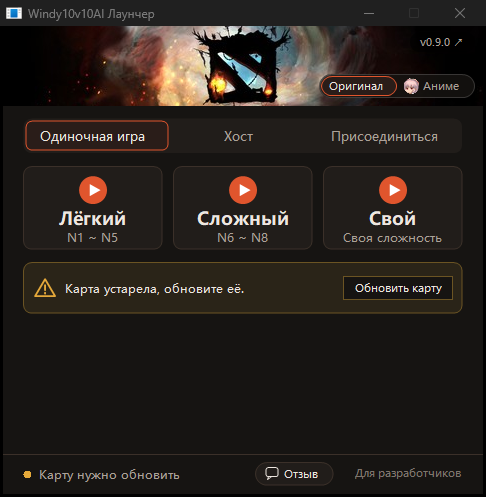 Windy10v10AI Лаунчер
v0.9.0 ↗
Оригинал
Аниме
Одиночная игра
Хост
Присоединиться
Лёгкий
N1 ~ N5
Сложный
N6 ~ N8
Свой
Своя сложность
Карта устарела, обновите её.
Обновить карту
Карту нужно обновить
Отзыв
Для разработчиков